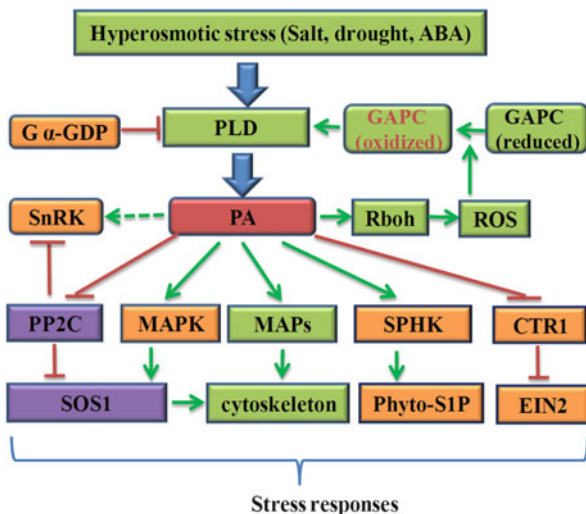 Hyperosmotic stress (Salt, drought, ABA)
G α-GDP
PLD
GAPC
(oxidized)
GAPC
(reduced)
SnRK
PA
Rboh
ROS
PP2C
MAPK
MAPs
SPHK
CTR1
SOS1
cytoskeleton
Phyto-S1P
EIN2
Stress responses